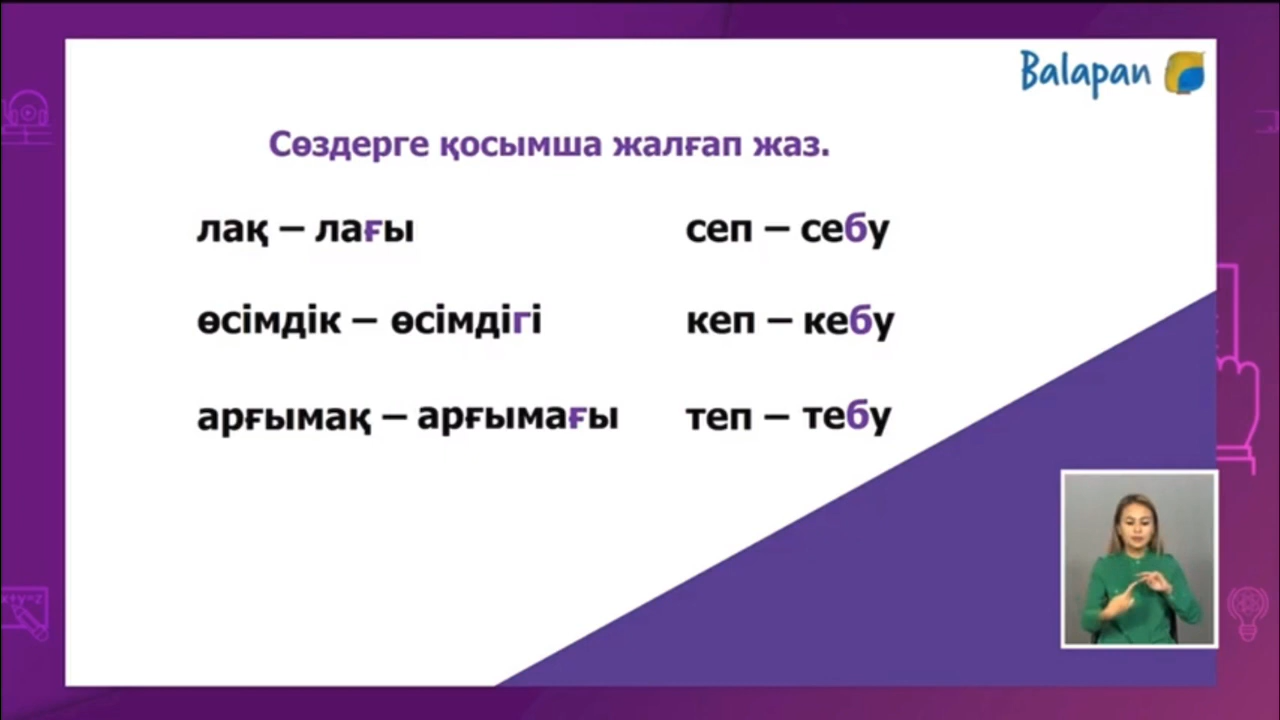 Balapan
Сөздерге қосымша жалғап жаз.
лақ – лағы
сеп – себу
өсімдік – өсімдігі
кеп – кебу
арғымақ – арғымағы
теп – тебу
x+y=z